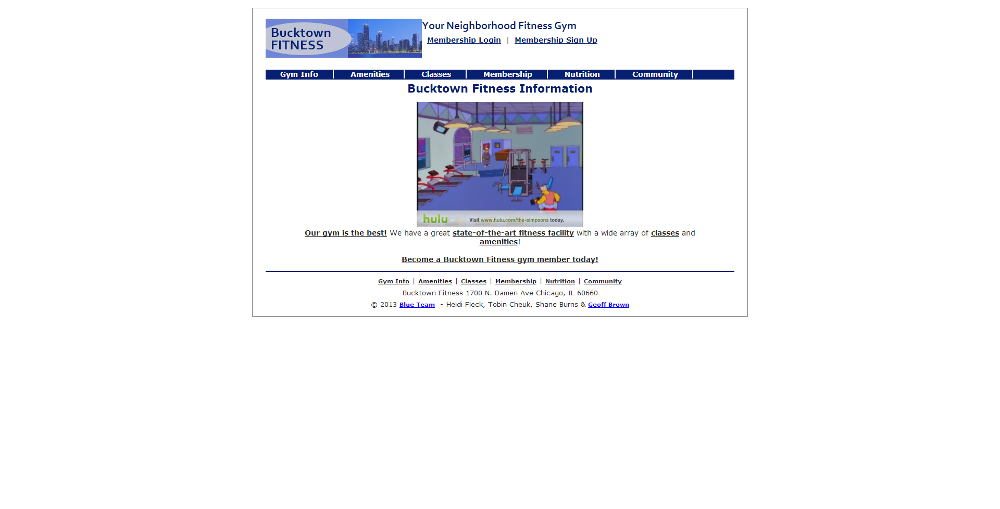 Bucktown
FITNESS
Your Neighborhood Fitness Gym
Membership Login | Membership Sign Up
Gym Info Amenities Classes Membership Nutrition Community
Bucktown Fitness Information
hulu Visit www.hulu.com/the-simpsons today.
Our gym is the best! We have a great state-of-the-art fitness facility with a wide array of classes and
amenities!
Become a Bucktown Fitness gym member today!
Gym Info | Amenities | Classes | Membership | Nutrition | Community
Bucktown Fitness 1700 N. Damen Ave Chicago, IL 60660
© 2013 Blue Team - Heidi Fleck, Tobin Cheuk, Shane Burns & Geoff Brown